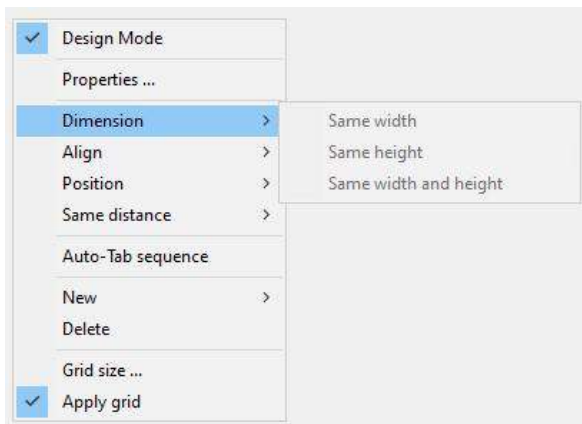 Design Mode
Properties ...
Dimension
Align
Position
Same distance
Auto-Tab sequence
New
Delete
Grid size ...
Apply grid
Same width
Same height
Same width and height